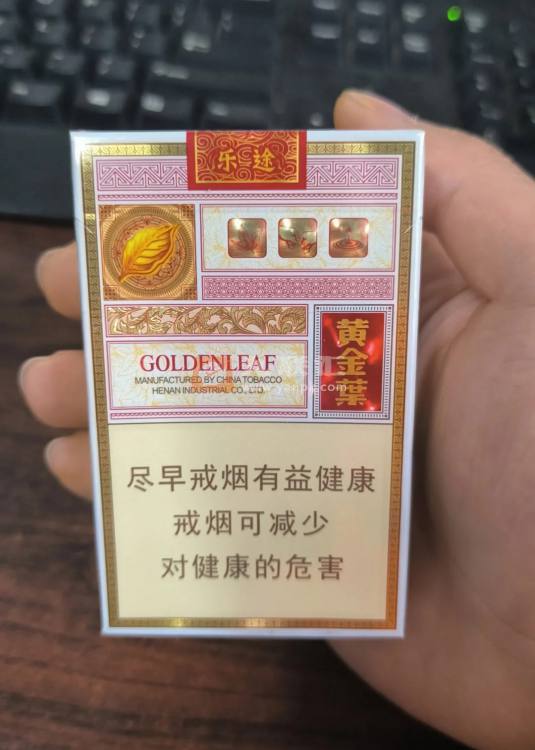 乐途
GOLDENLEAF
MANUFACTURED BY CHINA TOBACCO
HENAN INDUSTRIAL CO., LTD.
黄金葉
尽早戒烟有益健康
戒烟可减少
对健康的危害